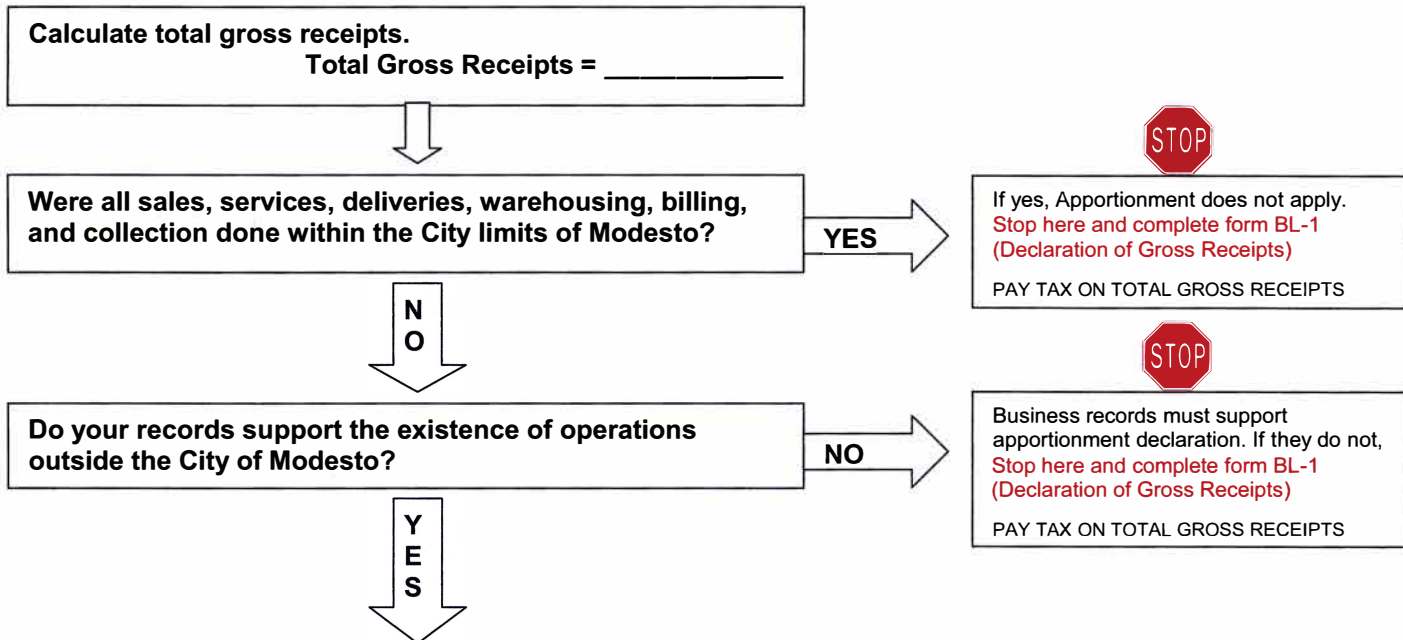 Calculate total gross receipts.
Total Gross Receipts = ____________
STOP
Were all sales, services, deliveries, warehousing, billing,
and collection done within the City limits of Modesto?
YES
If yes, Apportionment does not apply.
Stop here and complete form BL-1
(Declaration of Gross Receipts)
PAY TAX ON TOTAL GROSS RECEIPTS
N
O
STOP
Do your records support the existence of operations
outside the City of Modesto?
NO
Business records must support
apportionment declaration. If they do not,
Stop here and complete form BL-1
(Declaration of Gross Receipts)
PAY TAX ON TOTAL GROSS RECEIPTS
Y
E
S